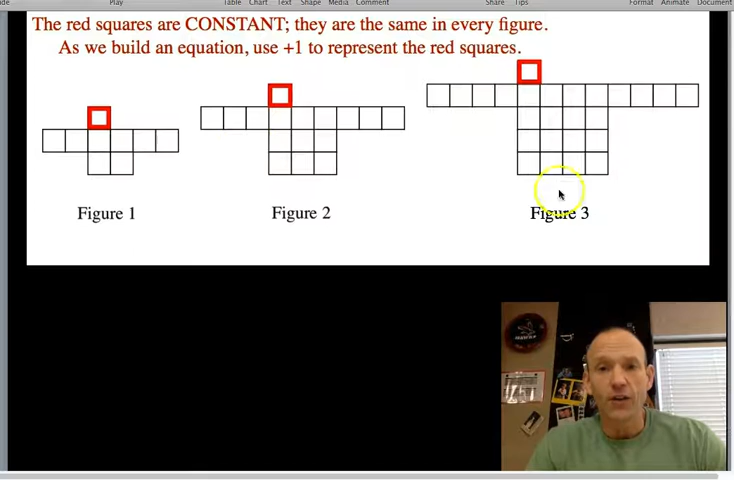 Play
Table Chart Text Shape Media Comment
Share Tips
Format Animate Document
The red squares are CONSTANT; they are the same in every figure.
As we build an equation, use +1 to represent the red squares.
Figure 1
Figure 2
Figure 3